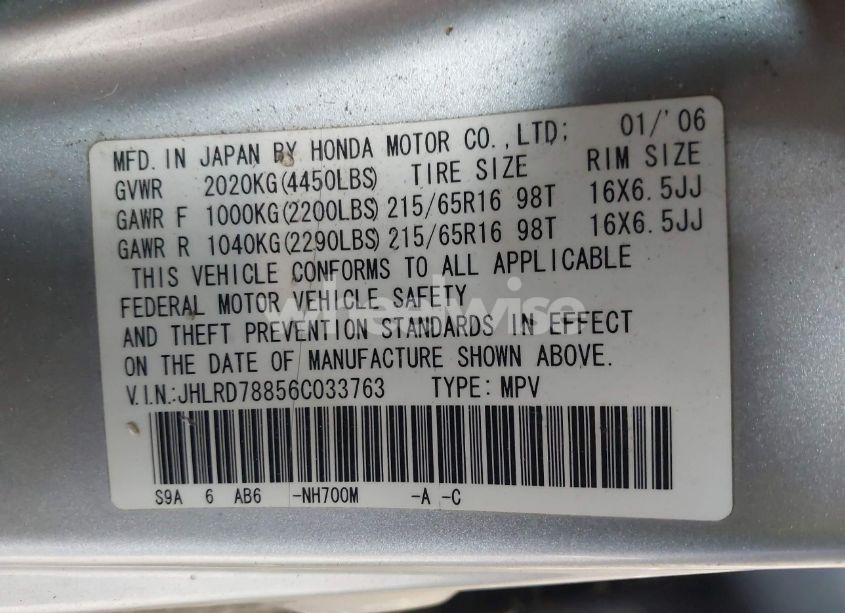 MFD. IN JAPAN BY HONDA MOTOR CO., LTD; 01/'06
GVWR 2020KG(4450LBS) TIRE SIZE RIM SIZE
GAWR F 1000KG(2200LBS) 215/65R16 98T 16X6.5JJ
GAWR R 1040KG(2290LBS) 215/65R16 98T 16X6.5JJ
THIS VEHICLE CONFORMS TO ALL APPLICABLE
FEDERAL MOTOR VEHICLE SAFETY
AND THEFT PREVENTION STANDARDS IN EFFECT
ON THE DATE OF MANUFACTURE SHOWN ABOVE.
V.I.N.:JHLRD78856C033763 TYPE: MPV
S9A 6 AB6 -NH700M -A -C
wheelwise